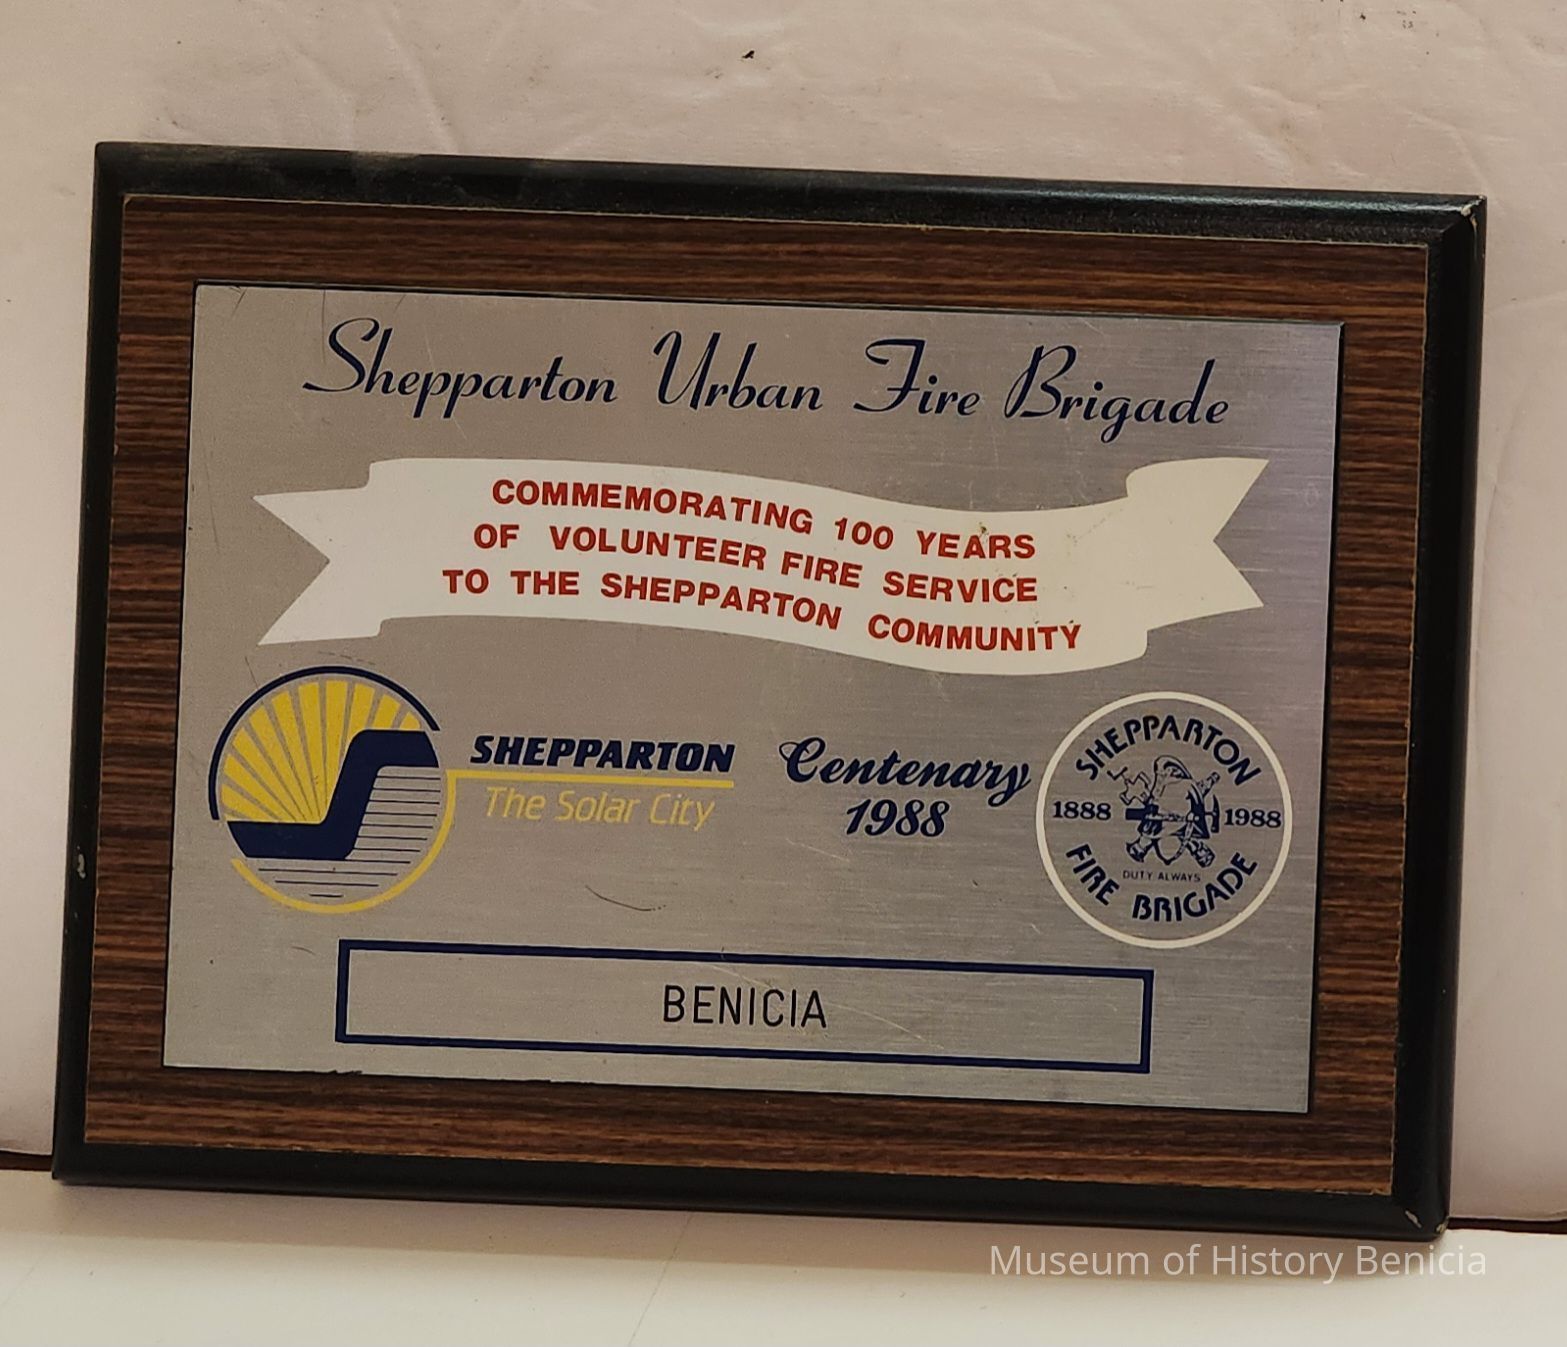 Shepparton Urban Fire Brigade
COMMEMORATING 100 YEARS
OF VOLUNTEER FIRE SERVICE
TO THE SHEPPARTON COMMUNITY
SHEPPARTON
The Solar City
Centenary
1988
SHEPPARTON
1888 1988
DUTY ALWAYS
FIRE BRIGADE
BENICIA
Museum of History Benicia